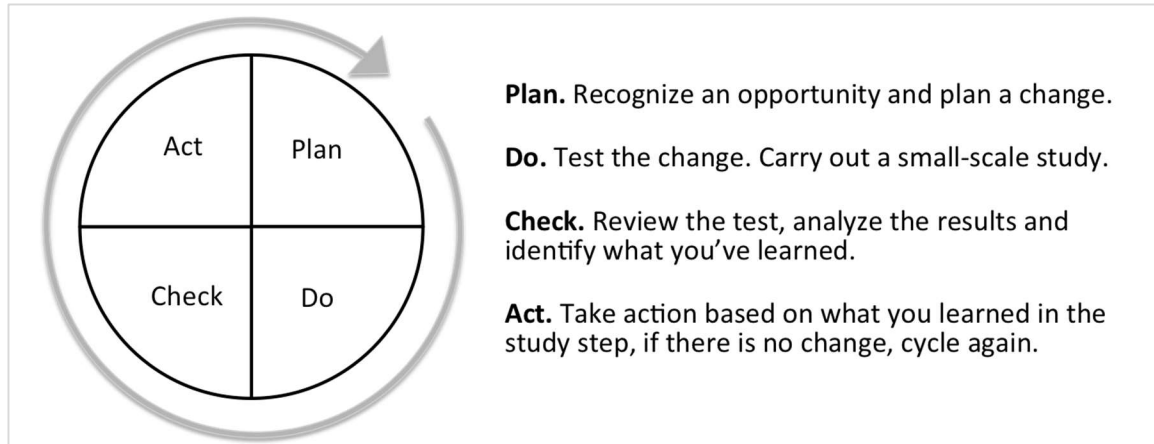 Act
Plan
Check
Do
Plan. Recognize an opportunity and plan a change.
Do. Test the change. Carry out a small-scale study.
Check. Review the test, analyze the results and
identify what you’ve learned.
Act. Take action based on what you learned in the
study step, if there is no change, cycle again.